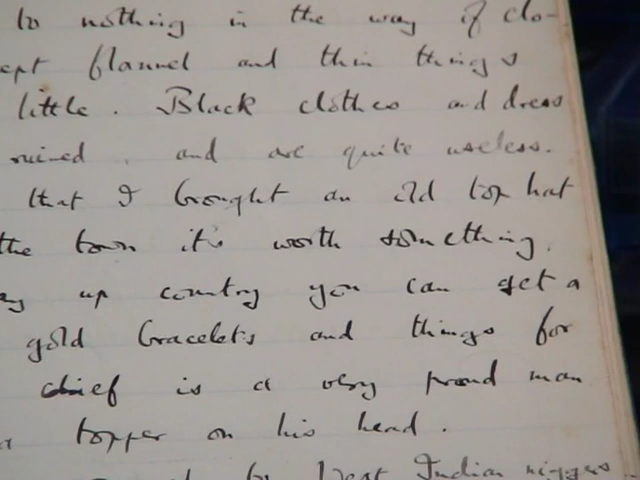 to nothing in the way of clo-
ept flannel and thin things
little. Black clothes and dress
ruined, and are quite useless.
that I brought an old top hat
the town it's worth something.
up country you can get a
gold bracelets and things for
chief is a very proud man
a topper on his head.
by West Indian niggers